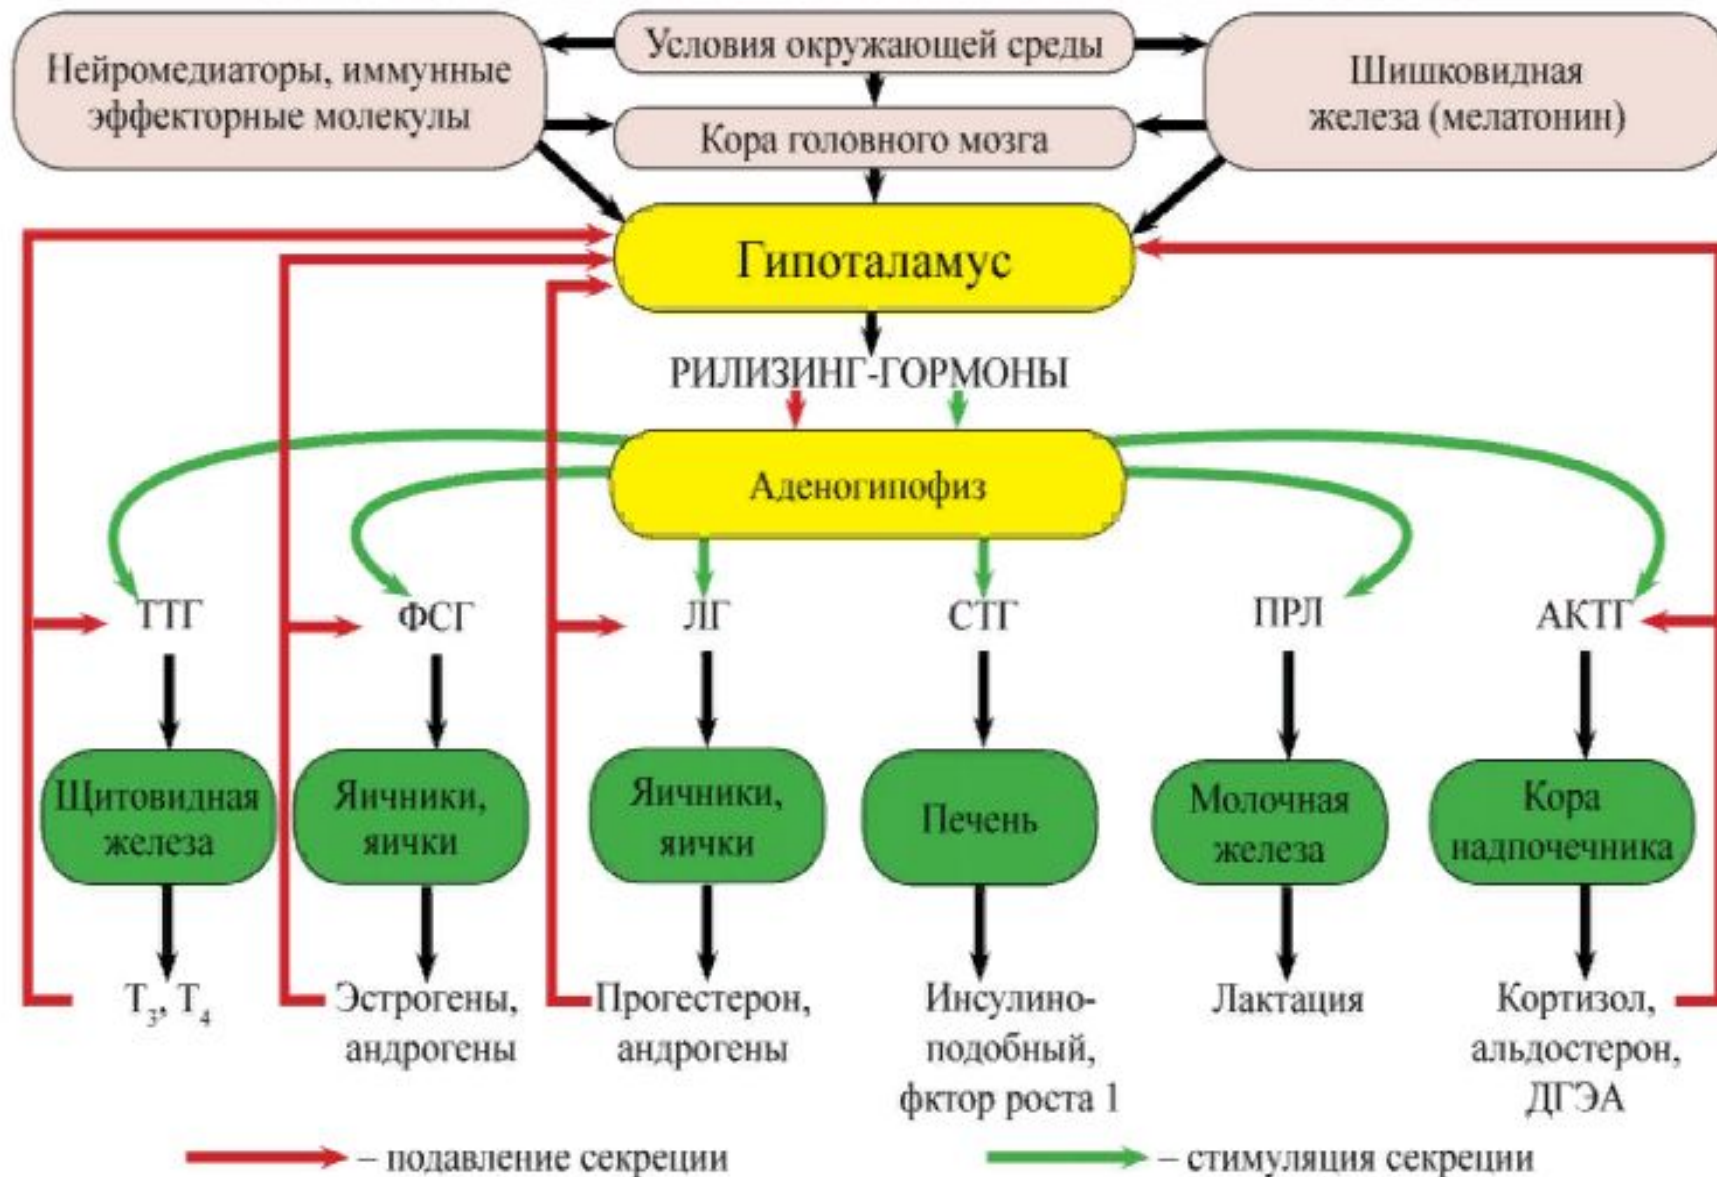 Условия окружающей среды
Нейромедиаторы, иммунные
эффекторные молекулы
Шишковидная
железа (мелатонин)
Кора головного мозга
Гипоталамус
РИЛИЗИНГ-ГОРМОНЫ
Аденогипофиз
ТТГ
ФСГ
ЛГ
СТГ
ПРЛ
АКТГ
Щитовидная
железа
Яичники,
яички
Яичники,
яички
Печень
Молочная
железа
Кора
надпочечника
T₃, T₄
Эстрогены,
андрогены
Прогестерон,
андрогены
Инсулино-
подобный,
фктор роста 1
Лактация
Кортизол,
альдостерон,
ДГЭА
– подавление секреции
– стимуляция секреции